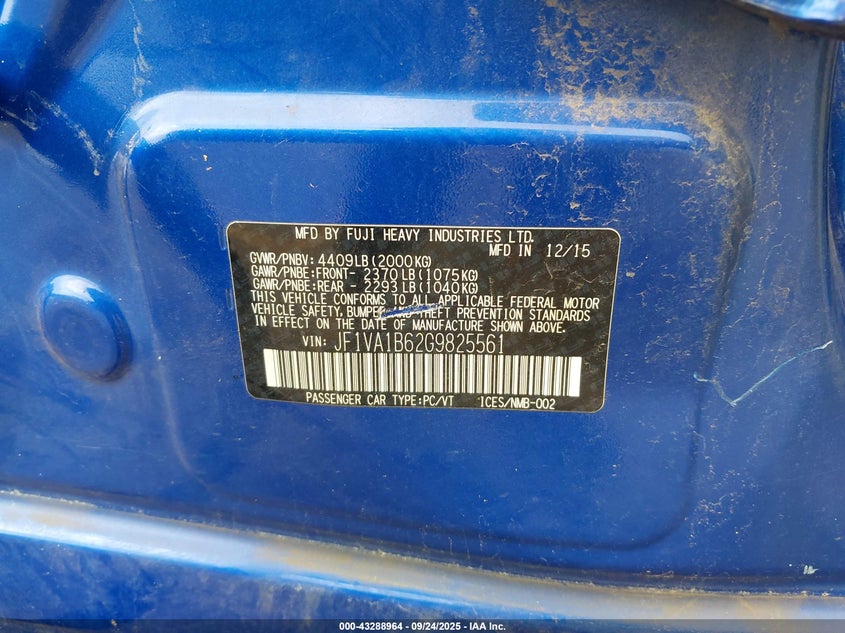 MFD BY FUJI HEAVY INDUSTRIES LTD.
MFD IN 12/15
GVWR/PNBV: 4409LB(2000KG)
GAWR/PNBE:FRONT- 2370LB(1075KG)
GAWR/PNBE:REAR - 2293LB(1040KG)
THIS VEHICLE CONFORMS TO ALL APPLICABLE FEDERAL MOTOR
VEHICLE SAFETY, BUMPER AND THEFT PREVENTION STANDARDS
IN EFFECT ON THE DATE OF MANUFACTURE SHOWN ABOVE.
VIN: JF1VA1B62G9825561
PASSENGER CAR TYPE:PC/VT 1CES/NMB-002
000-43288964 - 09/24/2025 - IAA Inc.